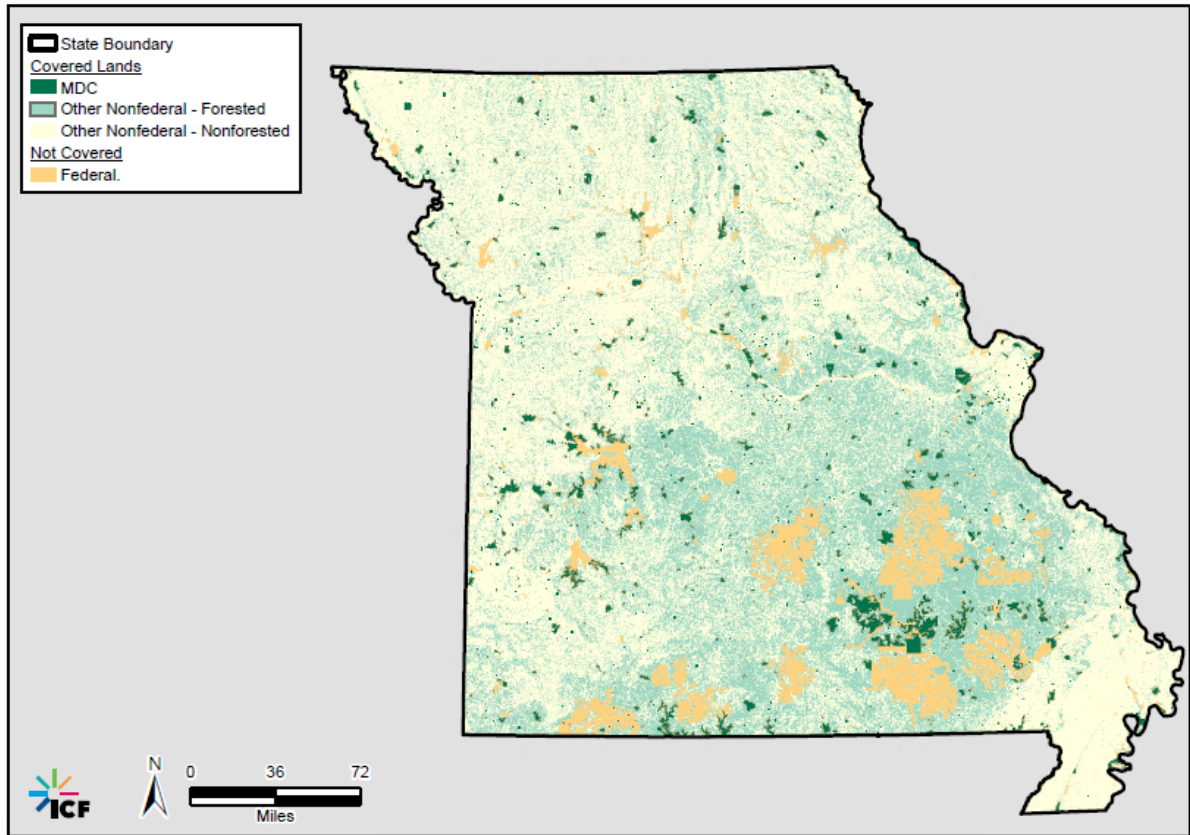 State Boundary
Covered Lands
MDC
Other Nonfederal - Forested
Other Nonfederal - Nonforested
Not Covered
Federal.
ICF
N
0 36 72
Miles